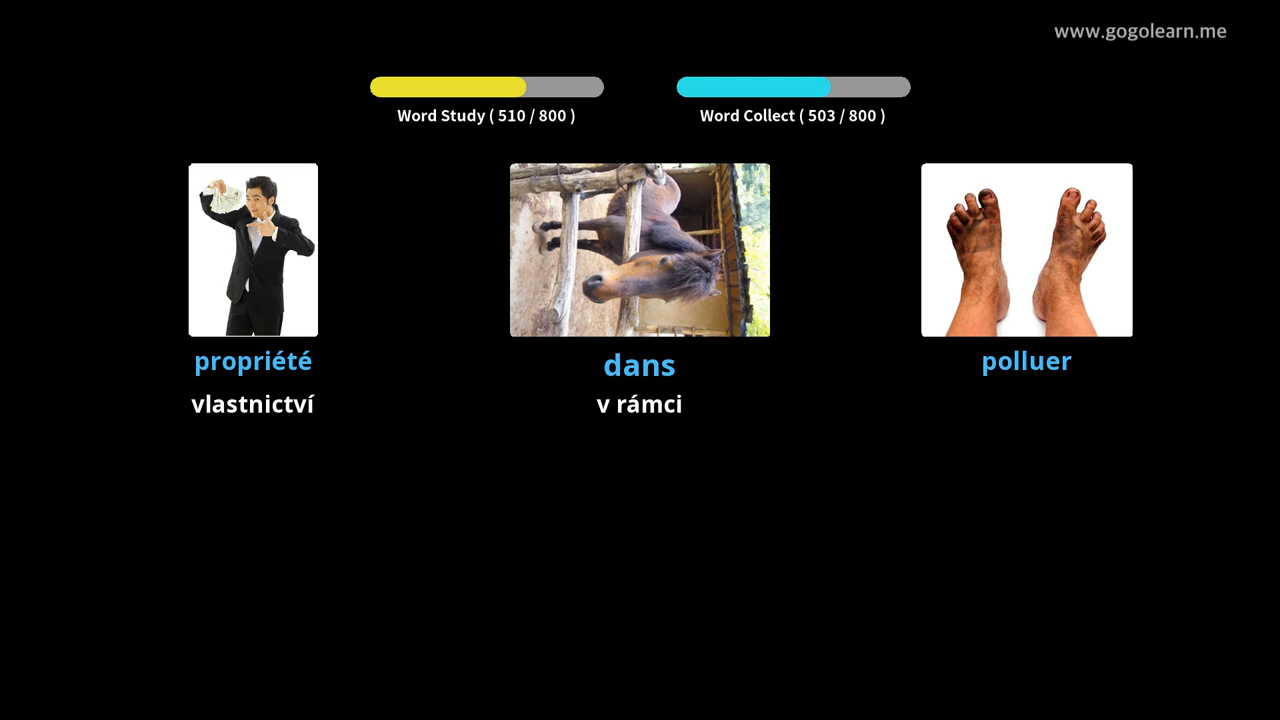 www.gogolearn.me
Word Study ( 510 / 800 )
Word Collect ( 503 / 800 )
propriété
dans
polluer
vlastnictví
v rámci